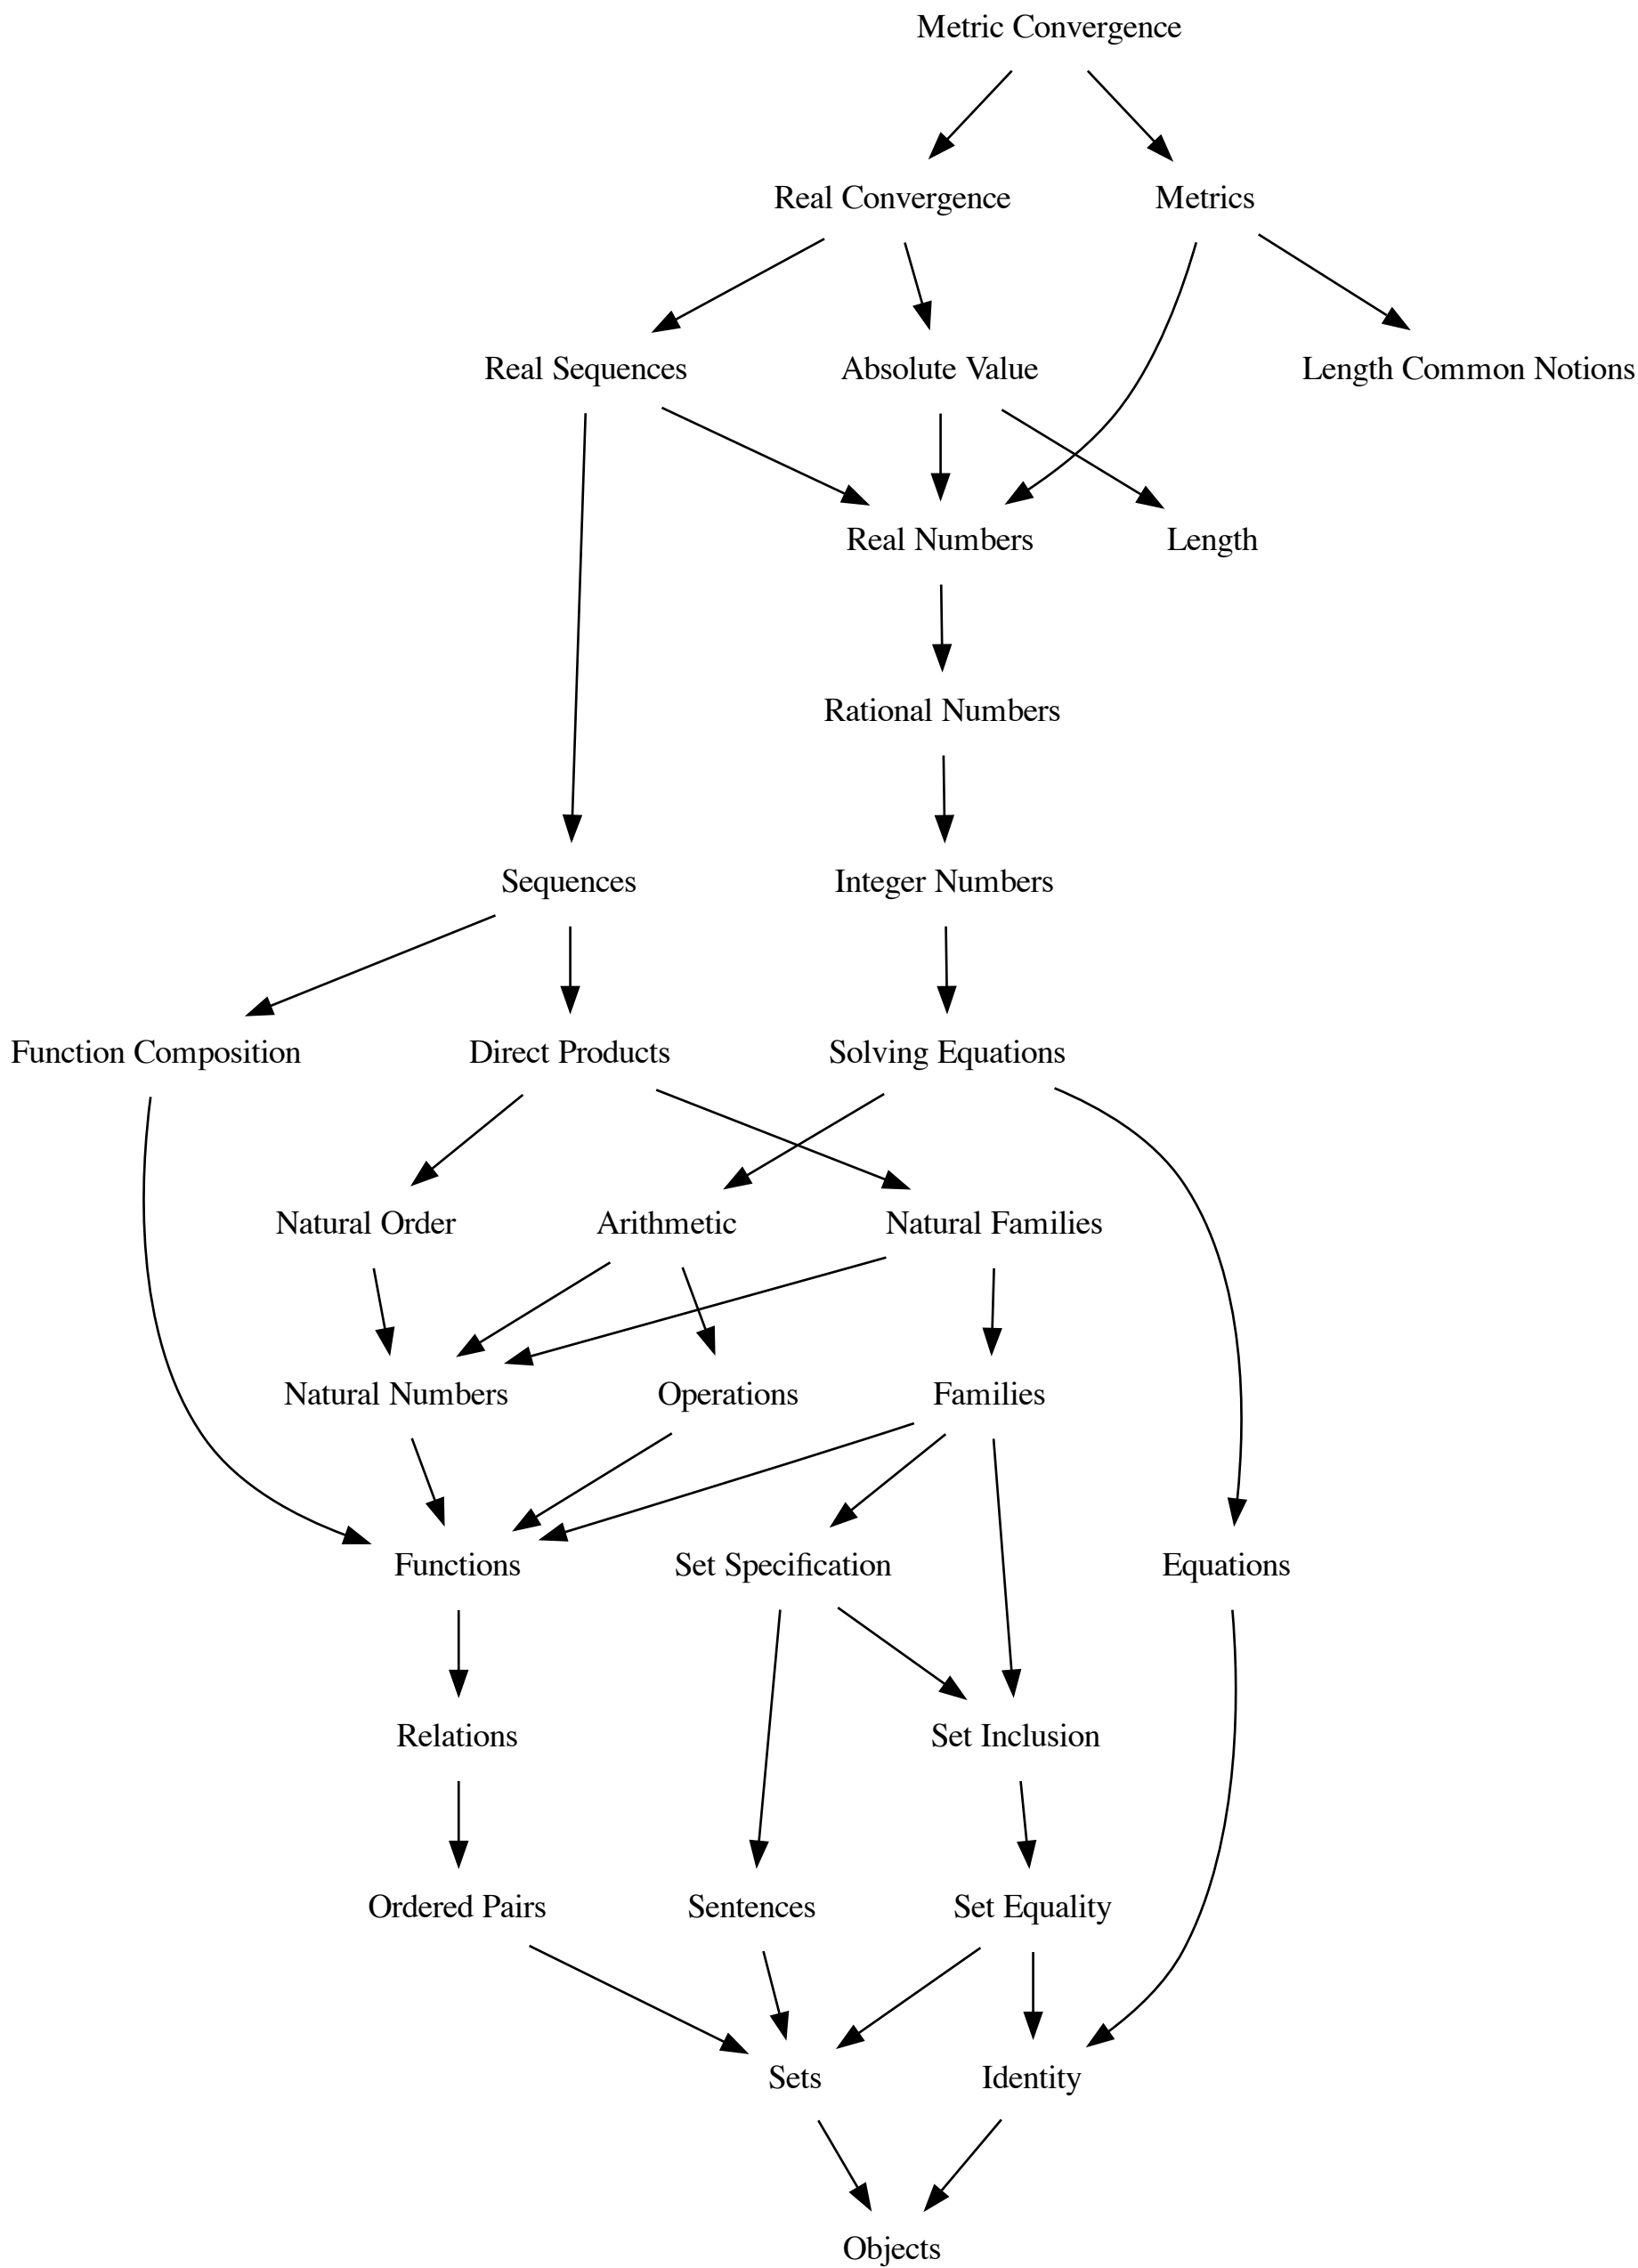 Metric Convergence
Real Convergence
Metrics
Real Sequences
Absolute Value
Length Common Notions
Real Numbers
Length
Rational Numbers
Sequences
Integer Numbers
Function Composition
Direct Products
Solving Equations
Natural Order
Arithmetic
Natural Families
Natural Numbers
Operations
Families
Functions
Set Specification
Equations
Relations
Set Inclusion
Ordered Pairs
Sentences
Set Equality
Sets
Identity
Objects